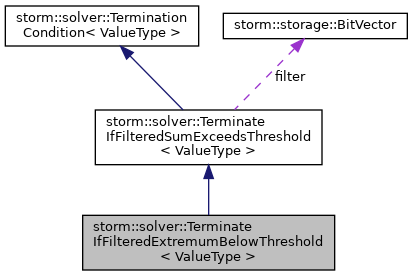 storm::solver::Termination
Condition< ValueType >
storm::storage::BitVector
filter
storm::solver::Terminate
IfFilteredSumExceedsThreshold
< ValueType >
storm::solver::Terminate
IfFilteredExtremumBelowThreshold
< ValueType >